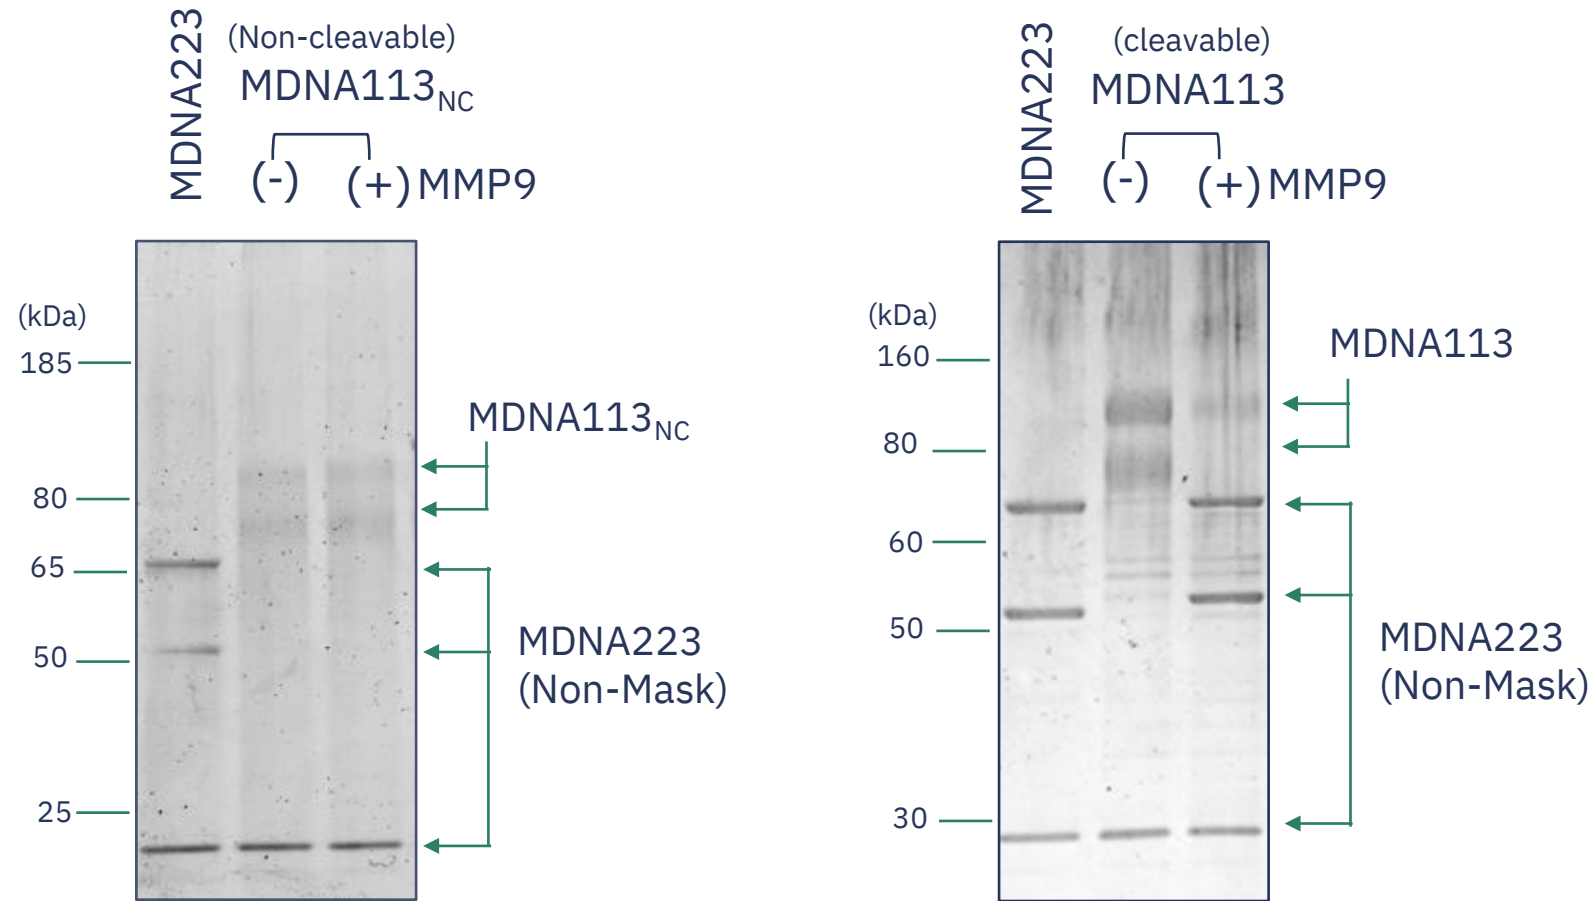 MDNA223
(Non-cleavable)
MDNA113NC
(-)
(+) MMP9
(kDa)
185
80
65
50
25
MDNA113NC
MDNA223
(Non-Mask)
MDNA223
(cleavable)
MDNA113
(-)
(+) MMP9
(kDa)
160
80
60
50
30
MDNA113
MDNA223
(Non-Mask)